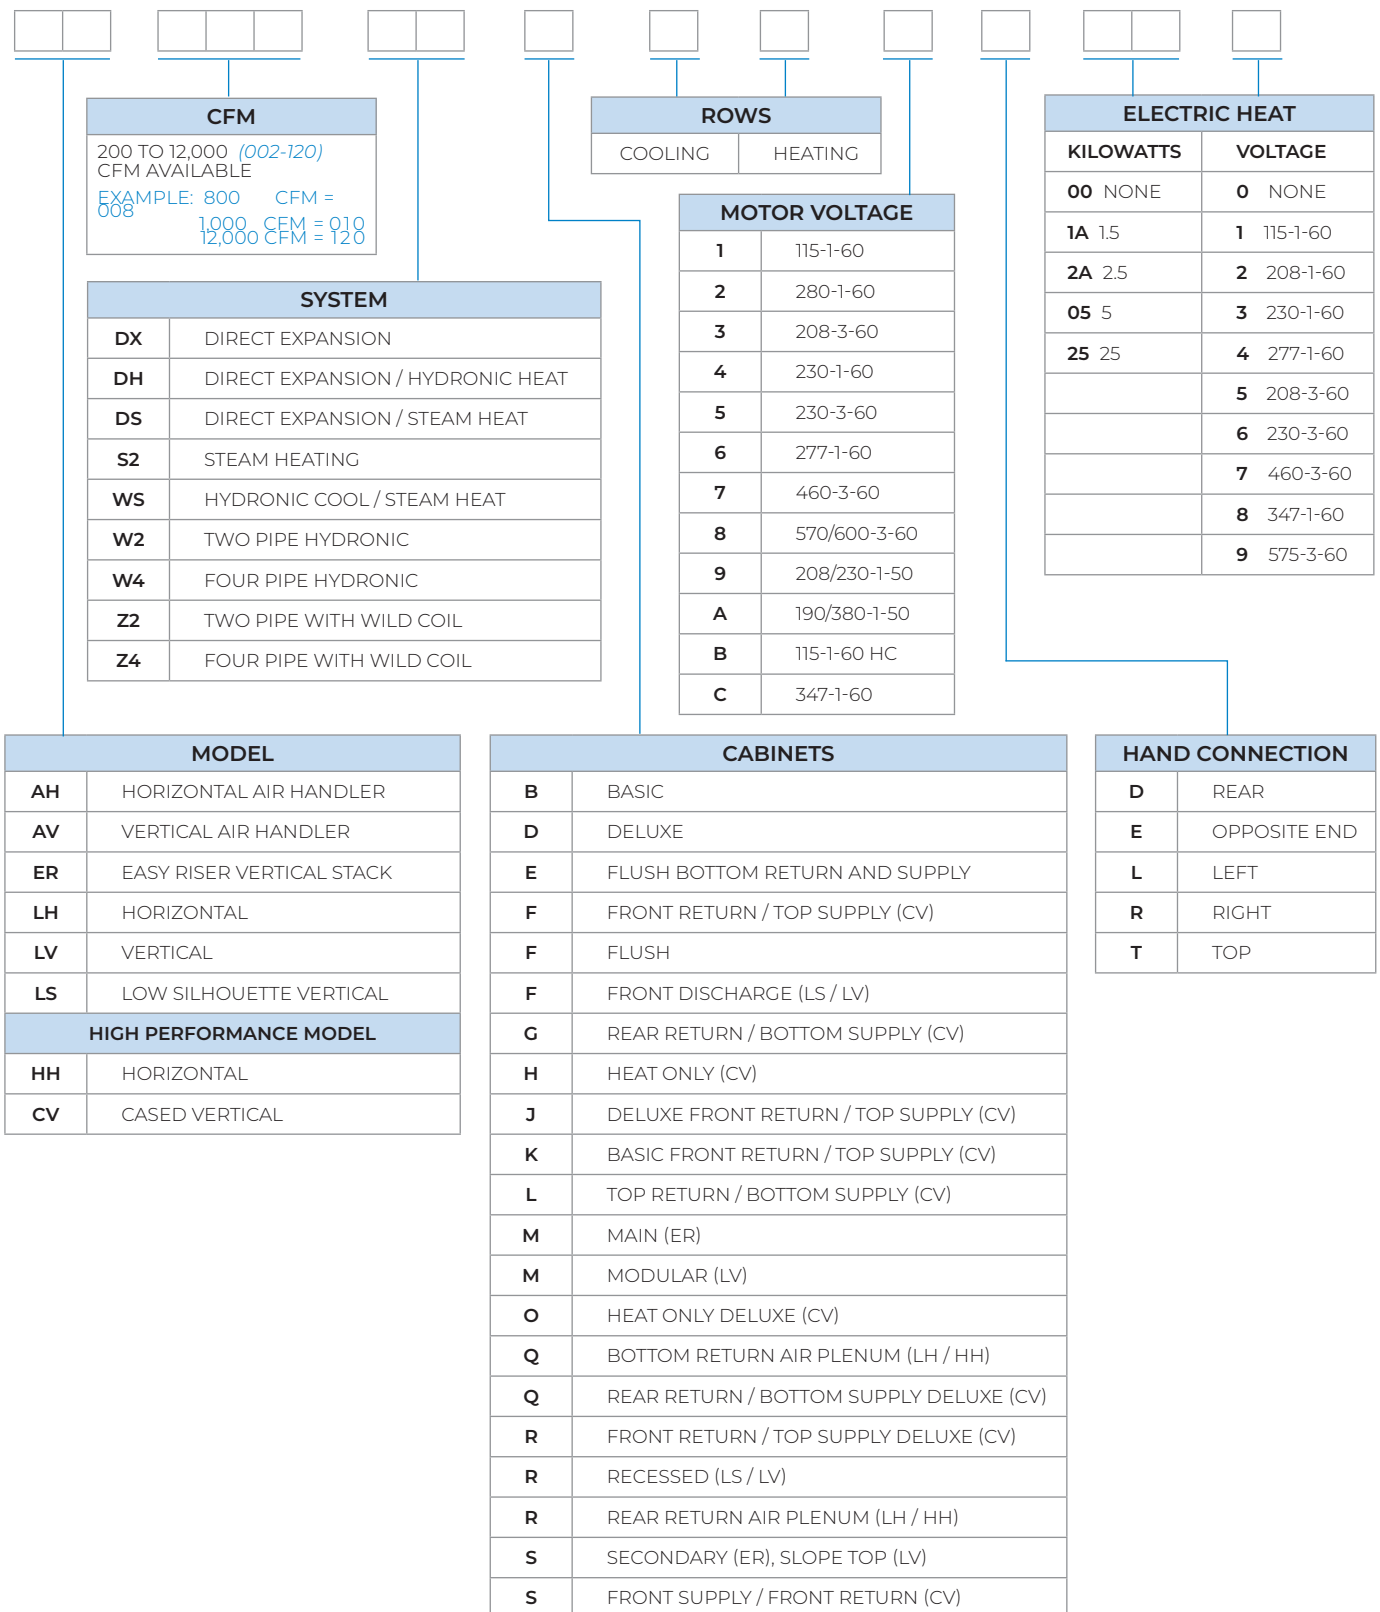 CFM
200 TO 12,000 (002-120)
CFM AVAILABLE
EXAMPLE: 800 CFM =
008
1,000 CFM = 010
12,000 CFM = 120
ROWS
COOLING HEATING
ELECTRIC HEAT
KILOWATTS VOLTAGE
00 NONE 0 NONE
1A 1.5 1 115-1-60
2A 2.5 2 208-1-60
05 5 3 230-1-60
25 25 4 277-1-60
5 208-3-60
6 230-3-60
7 460-3-60
8 347-1-60
9 575-3-60
MOTOR VOLTAGE
1 115-1-60
2 280-1-60
3 208-3-60
4 230-1-60
5 230-3-60
6 277-1-60
7 460-3-60
8 570/600-3-60
9 208/230-1-50
A 190/380-1-50
B 115-1-60 HC
C 347-1-60
SYSTEM
DX DIRECT EXPANSION
DH DIRECT EXPANSION / HYDRONIC HEAT
DS DIRECT EXPANSION / STEAM HEAT
S2 STEAM HEATING
WS HYDRONIC COOL / STEAM HEAT
W2 TWO PIPE HYDRONIC
W4 FOUR PIPE HYDRONIC
Z2 TWO PIPE WITH WILD COIL
Z4 FOUR PIPE WITH WILD COIL
MODEL
AH HORIZONTAL AIR HANDLER
AV VERTICAL AIR HANDLER
ER EASY RISER VERTICAL STACK
LH HORIZONTAL
LV VERTICAL
LS LOW SILHOUETTE VERTICAL
HIGH PERFORMANCE MODEL
HH HORIZONTAL
CV CASED VERTICAL
CABINETS
B BASIC
D DELUXE
E FLUSH BOTTOM RETURN AND SUPPLY
F FRONT RETURN / TOP SUPPLY (CV)
F FLUSH
F FRONT DISCHARGE (LS / LV)
G REAR RETURN / BOTTOM SUPPLY (CV)
H HEAT ONLY (CV)
J DELUXE FRONT RETURN / TOP SUPPLY (CV)
K BASIC FRONT RETURN / TOP SUPPLY (CV)
L TOP RETURN / BOTTOM SUPPLY (CV)
M MAIN (ER)
M MODULAR (LV)
O HEAT ONLY DELUXE (CV)
Q BOTTOM RETURN AIR PLENUM (LH / HH)
Q REAR RETURN / BOTTOM SUPPLY DELUXE (CV)
R FRONT RETURN / TOP SUPPLY DELUXE (CV)
R RECESSED (LS / LV)
R REAR RETURN AIR PLENUM (LH / HH)
S SECONDARY (ER), SLOPE TOP (LV)
S FRONT SUPPLY / FRONT RETURN (CV)
HAND CONNECTION
D REAR
E OPPOSITE END
L LEFT
R RIGHT
T TOP